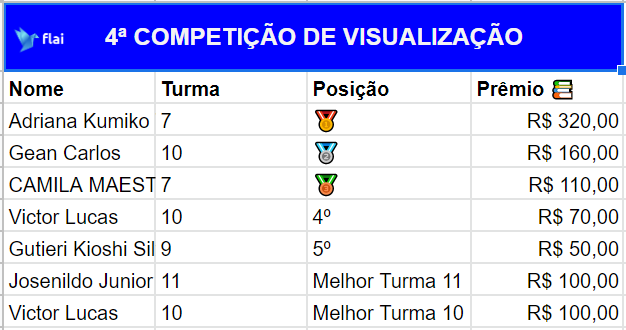 flai 4ª COMPETIÇÃO DE VISUALIZAÇÃO
Nome Turma Posição Prêmio
Adriana Kumiko 7 🥇 R$ 320,00
Gean Carlos 10 🥈 R$ 160,00
CAMILA MAEST 7 🥉 R$ 110,00
Victor Lucas 10 4º R$ 70,00
Gutieri Kioshi Sil 9 5º R$ 50,00
Josenildo Junior 11 Melhor Turma 11 R$ 100,00
Victor Lucas 10 Melhor Turma 10 R$ 100,00